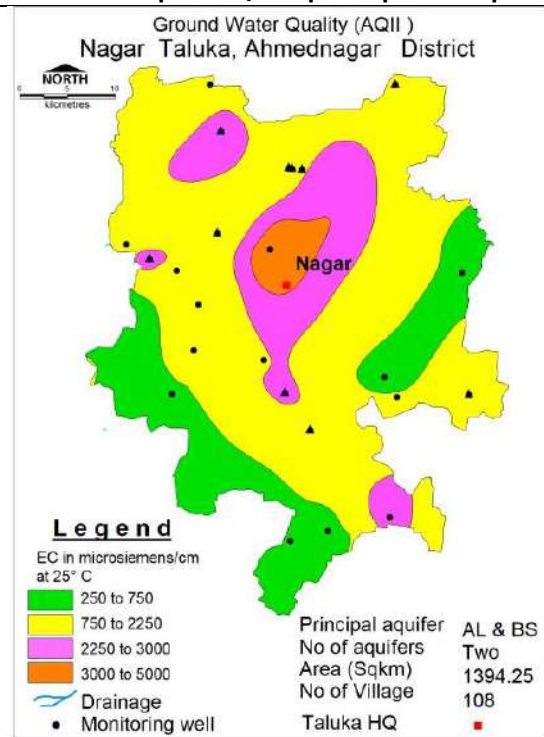 Ground Water Quality (AQII )
Nagar Taluka, Ahmednagar District
NORTH
0 5 10
kilometres
Nagar
Legend
EC in microsiemens/cm
at 25° C
250 to 750
750 to 2250
2250 to 3000
3000 to 5000
Drainage
Monitoring well
Principal aquifer AL & BS
No of aquifers Two
Area (Sqkm) 1394.25
No of Village 108
Taluka HQ